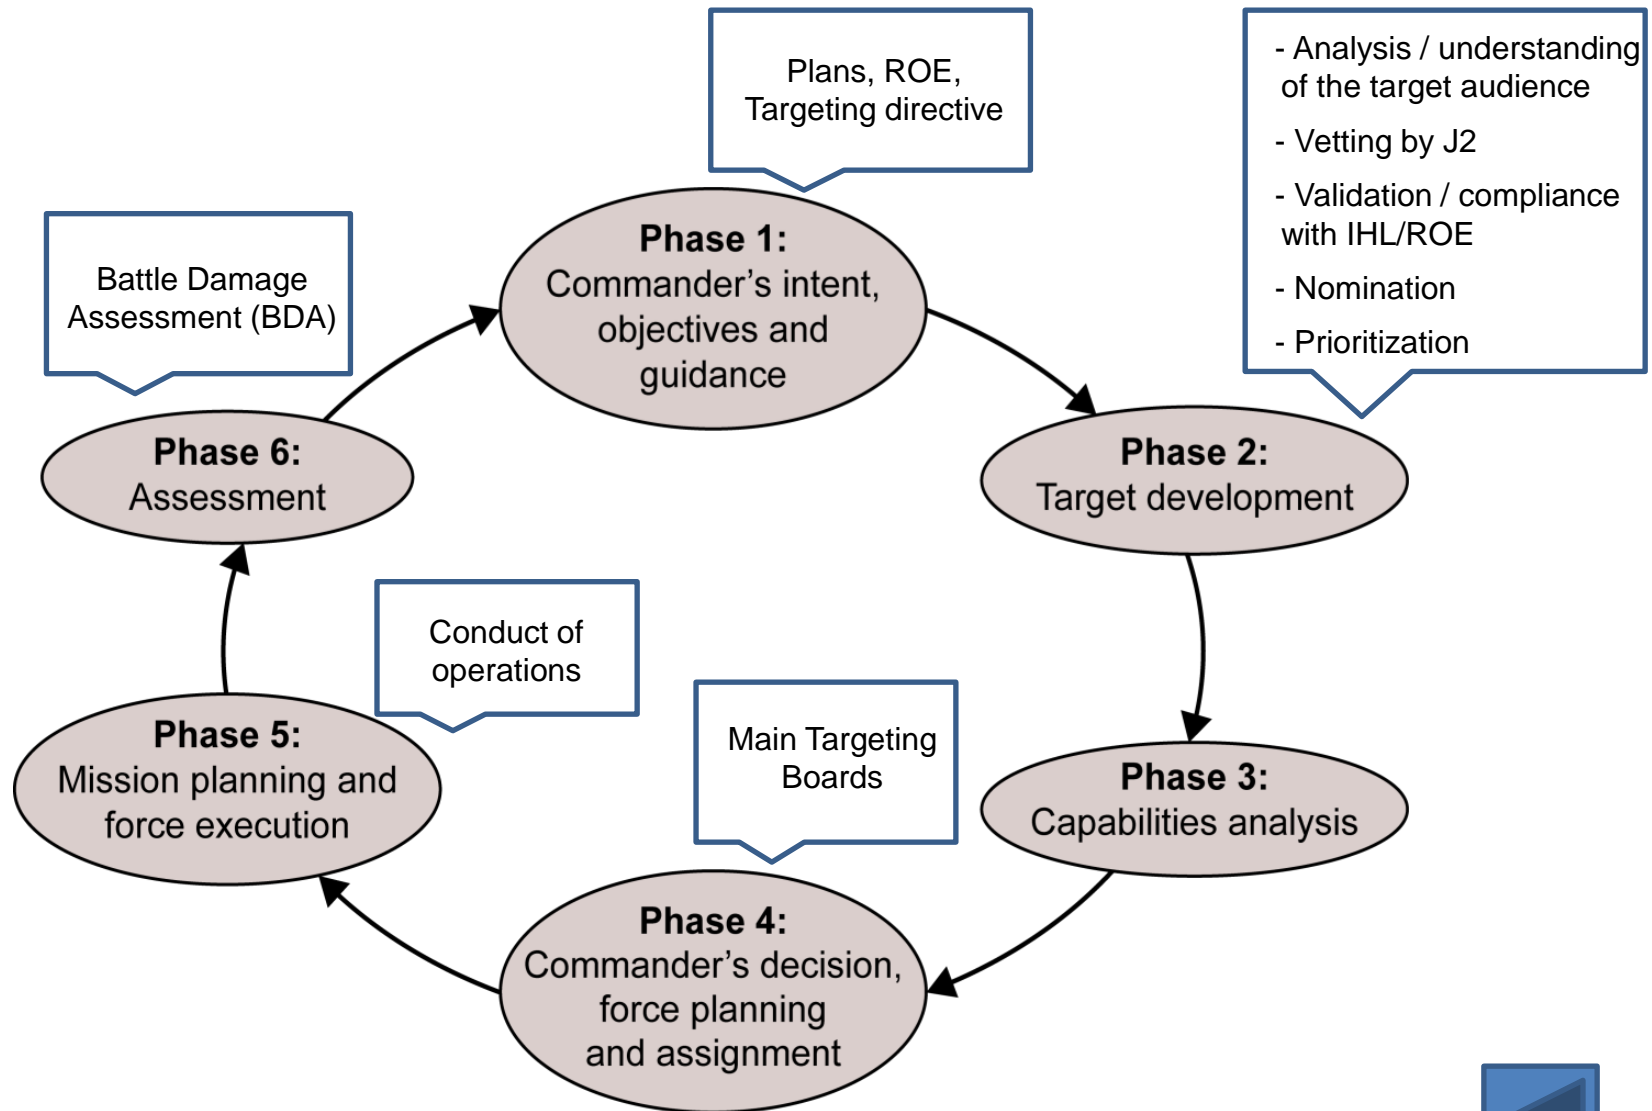 Plans, ROE,
Targeting directive
- Analysis / understanding
of the target audience
- Vetting by J2
- Validation / compliance
with IHL/ROE
- Nomination
- Prioritization
Battle Damage
Assessment (BDA)
Phase 1:
Commander’s intent,
objectives and
guidance
Phase 6:
Assessment
Phase 2:
Target development
Conduct of
operations
Main Targeting
Boards
Phase 5:
Mission planning and
force execution
Phase 3:
Capabilities analysis
Phase 4:
Commander’s decision,
force planning
and assignment